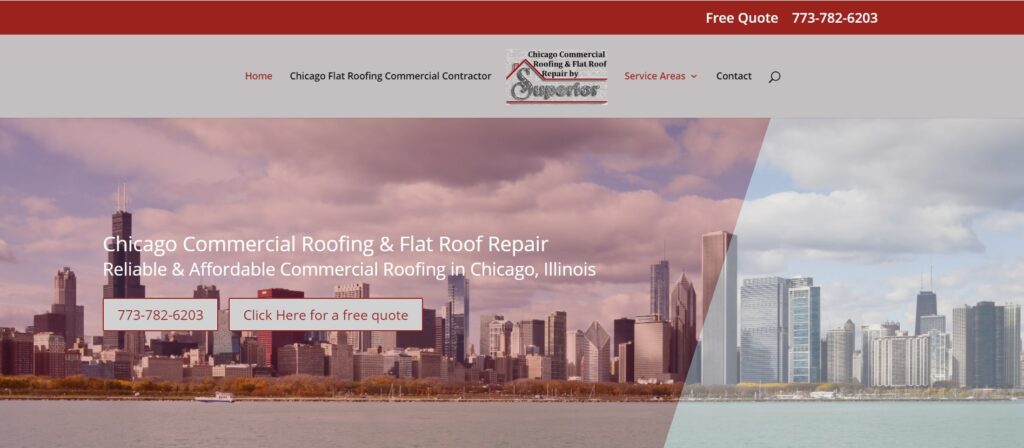 Free Quote 773-782-6203
Home
Chicago Flat Roofing Commercial Contractor
Chicago Commercial
Roofing & Flat Roof
Repair by
Superior
Service Areas
Contact
Chicago Commercial Roofing & Flat Roof Repair
Reliable & Affordable Commercial Roofing in Chicago, Illinois
773-782-6203
Click Here for a free quote